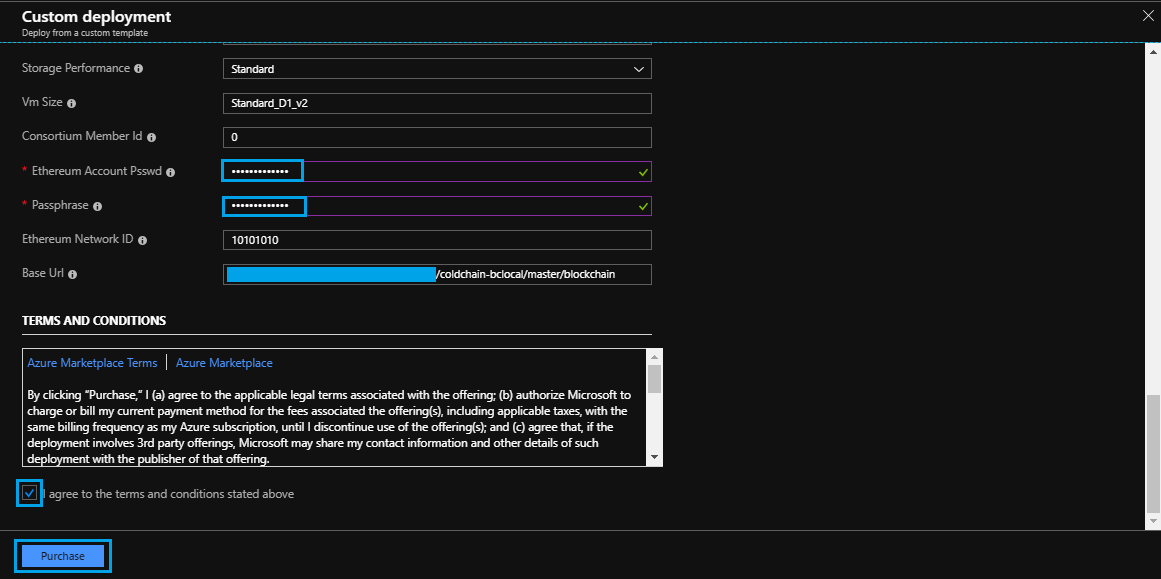 Custom deployment
Deploy from a custom template
Storage Performance
Standard
Vm Size
Standard_D1_v2
Consortium Member Id
0
* Ethereum Account Psswd
•••••••••••••
* Passphrase
•••••••••••••
Ethereum Network ID
10101010
Base Url
/coldchain-bclocal/master/blockchain
TERMS AND CONDITIONS
Azure Marketplace Terms | Azure Marketplace
By clicking “Purchase,” I (a) agree to the applicable legal terms associated with the offering; (b) authorize Microsoft to
charge or bill my current payment method for the fees associated the offering(s), including applicable taxes, with the
same billing frequency as my Azure subscription, until I discontinue use of the offering(s); and (c) agree that, if the
deployment involves 3rd party offerings, Microsoft may share my contact information and other details of such
deployment with the publisher of that offering.
I agree to the terms and conditions stated above
Purchase